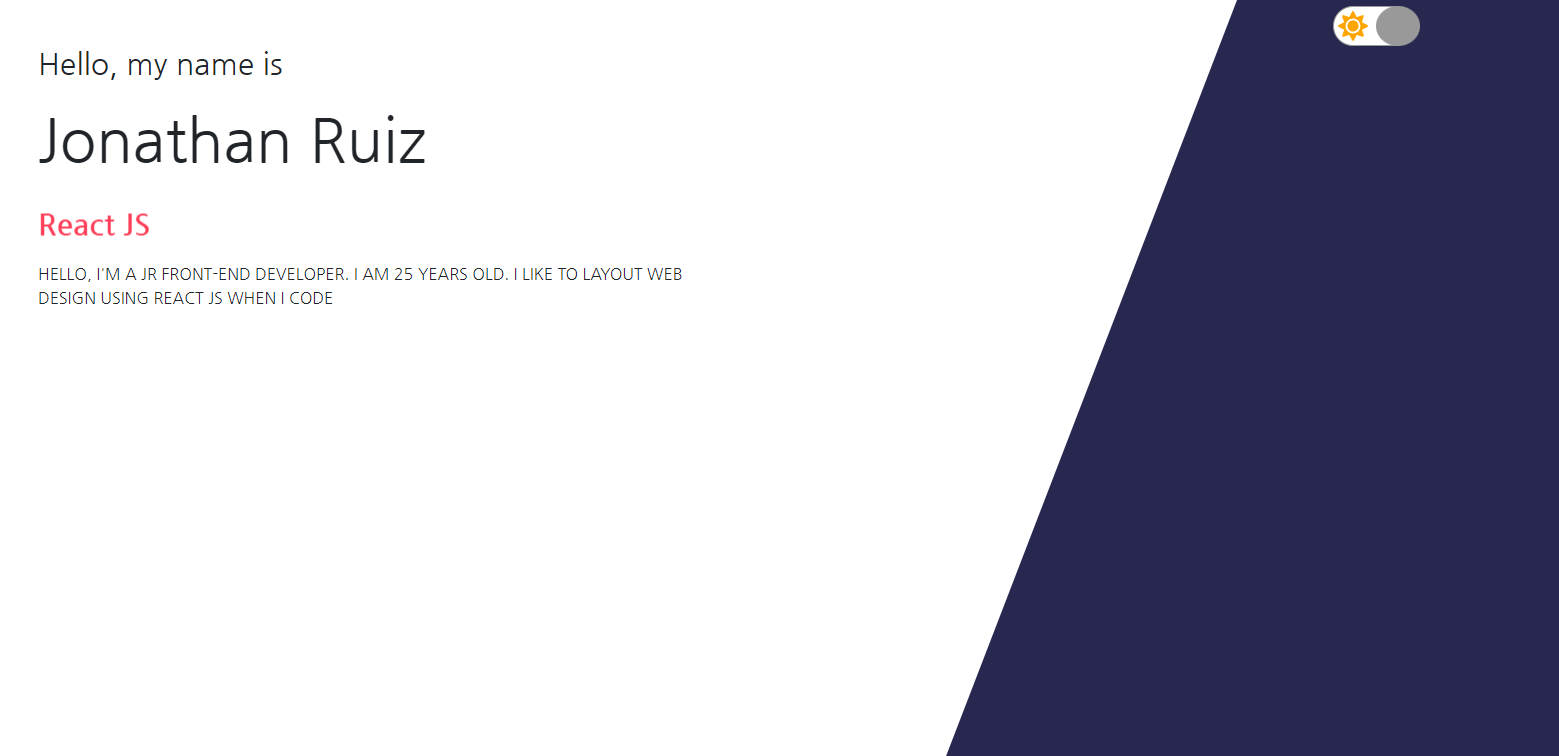 Hello, my name is
Jonathan Ruiz
React JS
HELLO, I'M A JR FRONT-END DEVELOPER. I AM 25 YEARS OLD. I LIKE TO LAYOUT WEB
DESIGN USING REACT JS WHEN I CODE